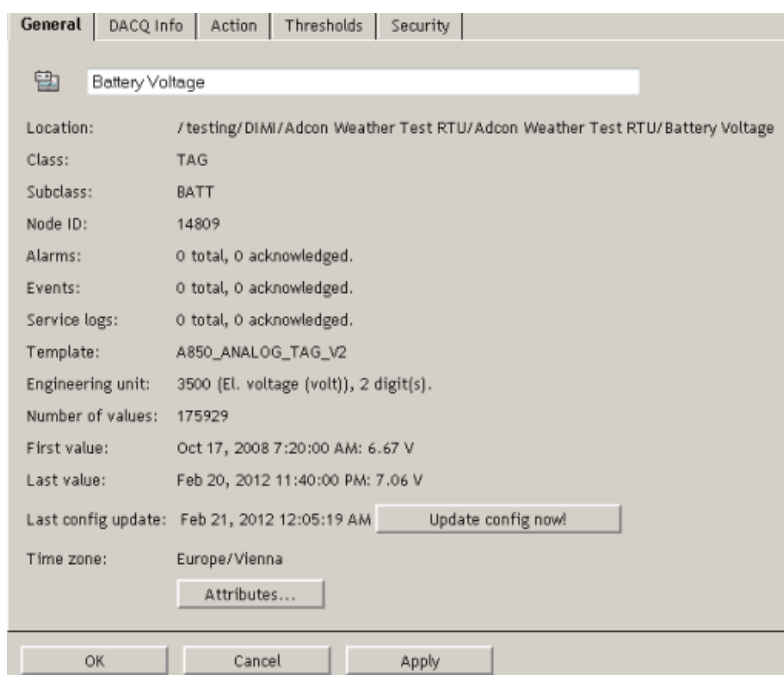 General DACQ Info Action Thresholds Security
Battery Voltage
Location: /testing/DIMI/Adcon Weather Test RTU/Adcon Weather Test RTU/Battery Voltage
Class: TAG
Subclass: BATT
Node ID: 14809
Alarms: 0 total, 0 acknowledged.
Events: 0 total, 0 acknowledged.
Service logs: 0 total, 0 acknowledged.
Template: A850_ANALOG_TAG_V2
Engineering unit: 3500 (El. voltage (volt)), 2 digit(s).
Number of values: 175929
First value: Oct 17, 2008 7:20:00 AM: 6.67 V
Last value: Feb 20, 2012 11:40:00 PM: 7.06 V
Last config update: Feb 21, 2012 12:05:19 AM Update config now!
Time zone: Europe/Vienna
Attributes...
OK Cancel Apply